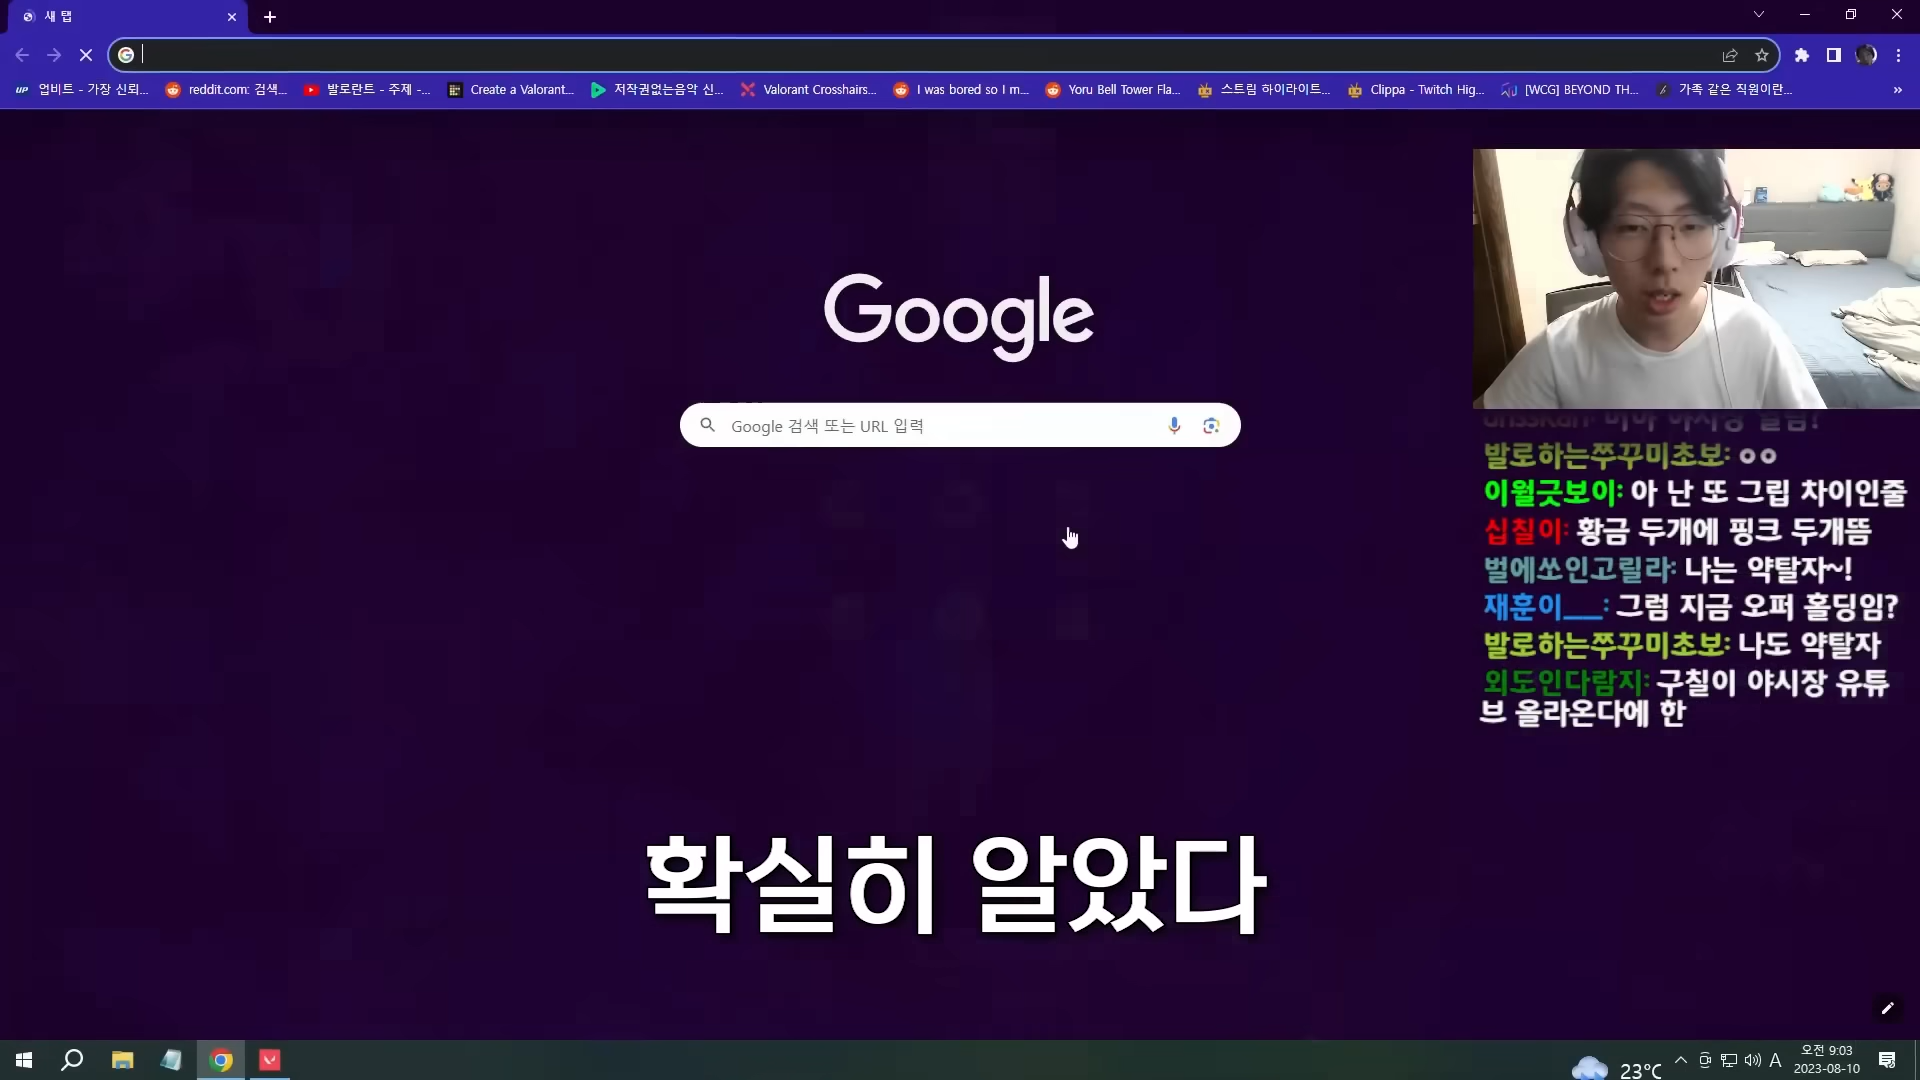 새 탭
업비트 - 가장 신뢰...
reddit.com: 검색...
발로란트 - 주제 -...
Create a Valorant...
저작권없는음악 신...
Valorant Crosshairs...
I was bored so I m...
Yoru Bell Tower Fla...
스트림 하이라이트...
Clippa - Twitch Hig...
[WCG] BEYOND TH...
가족 같은 직원이란...
Google
Google 검색 또는 URL 입력
발로하는쭈꾸미초보: ㅇㅇ
이월긋보이: 아 난 또 그립 차이인줄
십칠이: 황금 두개에 핑크 두개뜸
벌에쏘인고릴라: 나는 약탈자~!
재훈이__: 그럼 지금 오퍼 홀딩임?
발로하는쭈꾸미초보: 나도 약탈자
외도인다람지: 구칠이 야시장 유튜
브 올라온다에 한
확실히 알았다
23°C
A
오전 9:03
2023-08-10